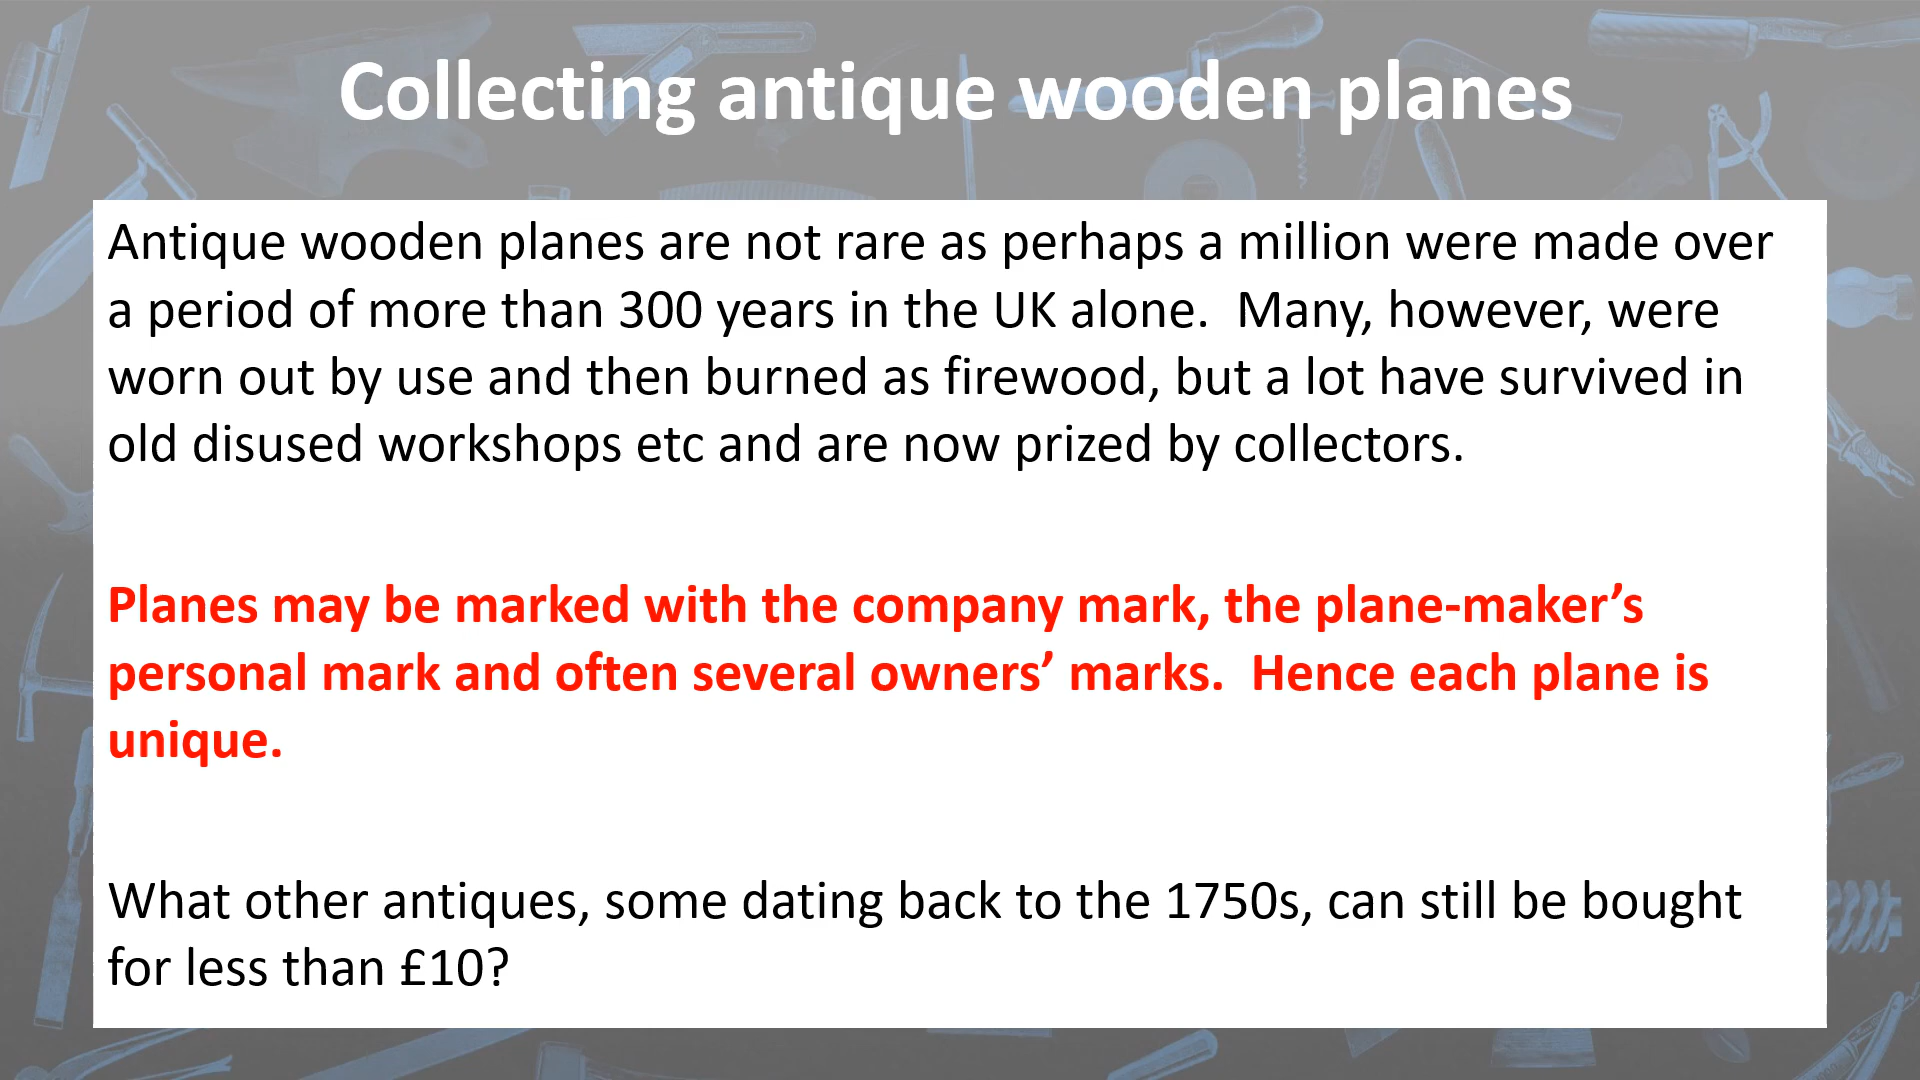 Collecting antique wooden planes
Antique wooden planes are not rare as perhaps a million were made over
a period of more than 300 years in the UK alone.  Many, however, were
worn out by use and then burned as firewood, but a lot have survived in
old disused workshops etc and are now prized by collectors.
Planes may be marked with the company mark, the plane-maker’s
personal mark and often several owners’ marks.  Hence each plane is
unique.
What other antiques, some dating back to the 1750s, can still be bought
for less than £10?